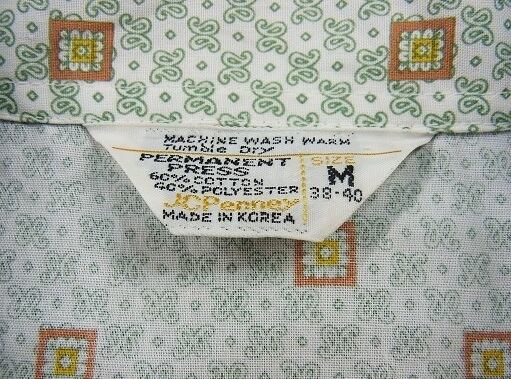 MACHINE WASH WARM
Tumble Dry
PERMANENT
PRESS
60% COTTON
40% POLYESTER
JCPenney
MADE IN KOREA
SIZE
M
38-40